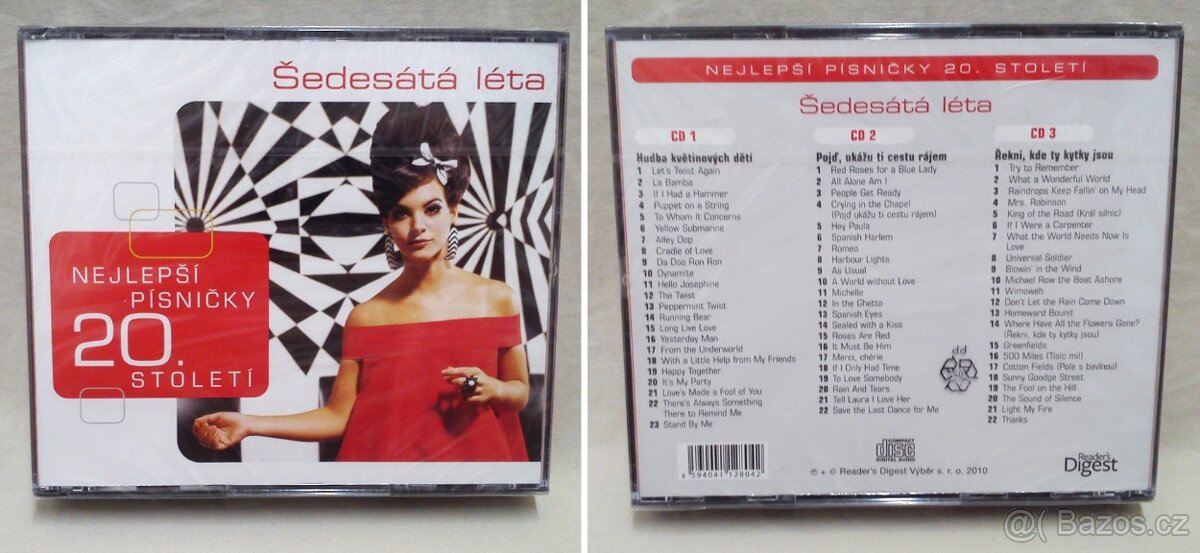 Šedesátá léta
NEJLEPŠÍ
PÍSNIČKY
20.
STOLETÍ
NEJLEPŠÍ PÍSNIČKY 20. STOLETÍ
Šedesátá léta
CD 1
Hudba květinových dětí
1 Let's Twist Again
2 La Bamba
3 If I Had a Hammer
4 Puppet on a String
5 To Whom It Concerns
6 Yellow Submarine
7 Alley Oop
8 Cradle of Love
9 Da Doo Ron Ron
10 Dynamite
11 Hello Josephine
12 The Twist
13 Peppermint Twist
14 Running Bear
15 Long Live Love
16 Yesterday Man
17 From the Underworld
18 With a Little Help from My Friends
19 Happy Together
20 It's My Party
21 Love's Made a Fool of You
22 There's Always Something
There to Remind Me
23 Stand By Me
CD 2
Pojď, ukážu ti cestu rájem
1 Red Roses for a Blue Lady
2 All Alone Am I
3 People Get Ready
4 Crying in the Chapel
(Pojď ukážu ti cestu rájem)
5 Hey Paula
6 Spanish Harlem
7 Romeo
8 Harbour Lights
9 As Usual
10 A World without Love
11 Michelle
12 In the Ghetto
13 Spanish Eyes
14 Sealed with a Kiss
15 Roses Are Red
16 It Must Be Him
17 Merci, chérie
18 If I Only Had Time
19 To Love Somebody
20 Rain And Tears
21 Tell Laura I Love Her
22 Save the Last Dance for Me
CD 3
Řekni, kde ty kytky jsou
1 Try to Remember
2 What a Wonderful World
3 Raindrops Keep Fallin' on My Head
4 Mrs. Robinson
5 King of the Road (Král silnic)
6 If I Were a Carpenter
7 What the World Needs Now Is
Love
8 Universal Soldier
9 Blowin' in the Wind
10 Michael Row the Boat Ashore
11 Wimoweh
12 Don't Let the Rain Come Down
13 Homeward Bound
14 Where Have All the Flowers Gone?
(Řekni, kde ty kytky jsou)
15 Greenfields
16 500 Miles (Tisíc mil)
17 Cotton Fields (Pole s bavlnou)
18 Sunny Goodge Street
19 The Fool on the Hill
20 The Sound of Silence
21 Light My Fire
22 Thanks
8 594041 128042
COMPACT
disc
DIGITAL AUDIO
℗ + © Reader's Digest Výběr s. r. o. 2010
Reader's
Digest
@( Bazos.cz